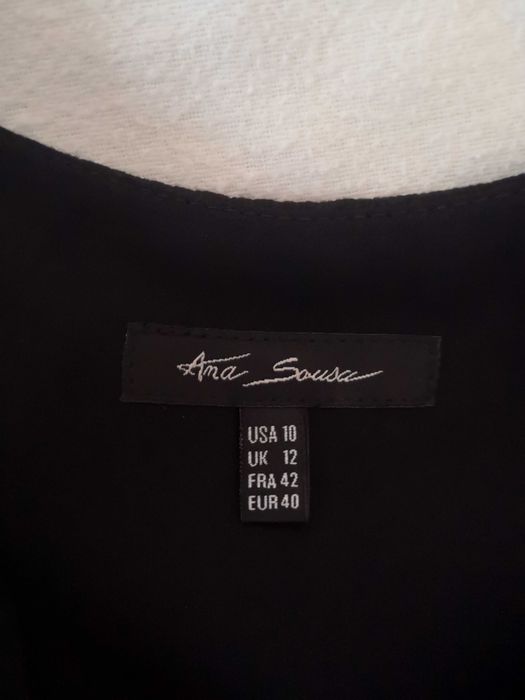 Ana Sousa
USA 10
UK 12
FRA 42
EUR 40